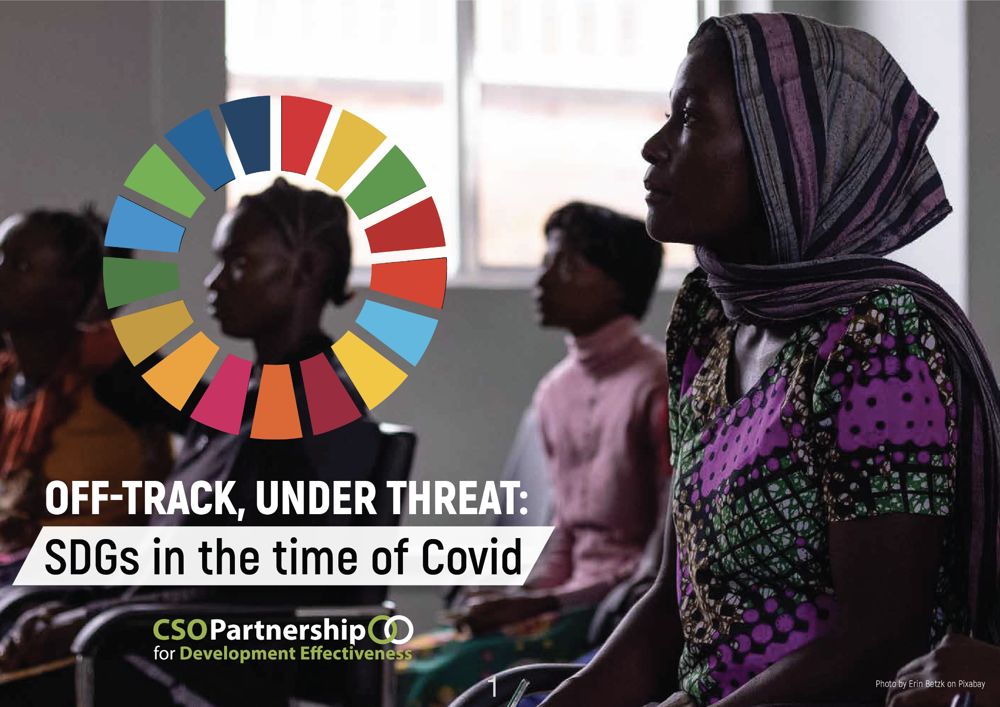 OFF-TRACK, UNDER THREAT:
SDGs in the time of Covid
CSOPartnership
for Development Effectiveness
1
Photo by Erin Betzk on Pixabay